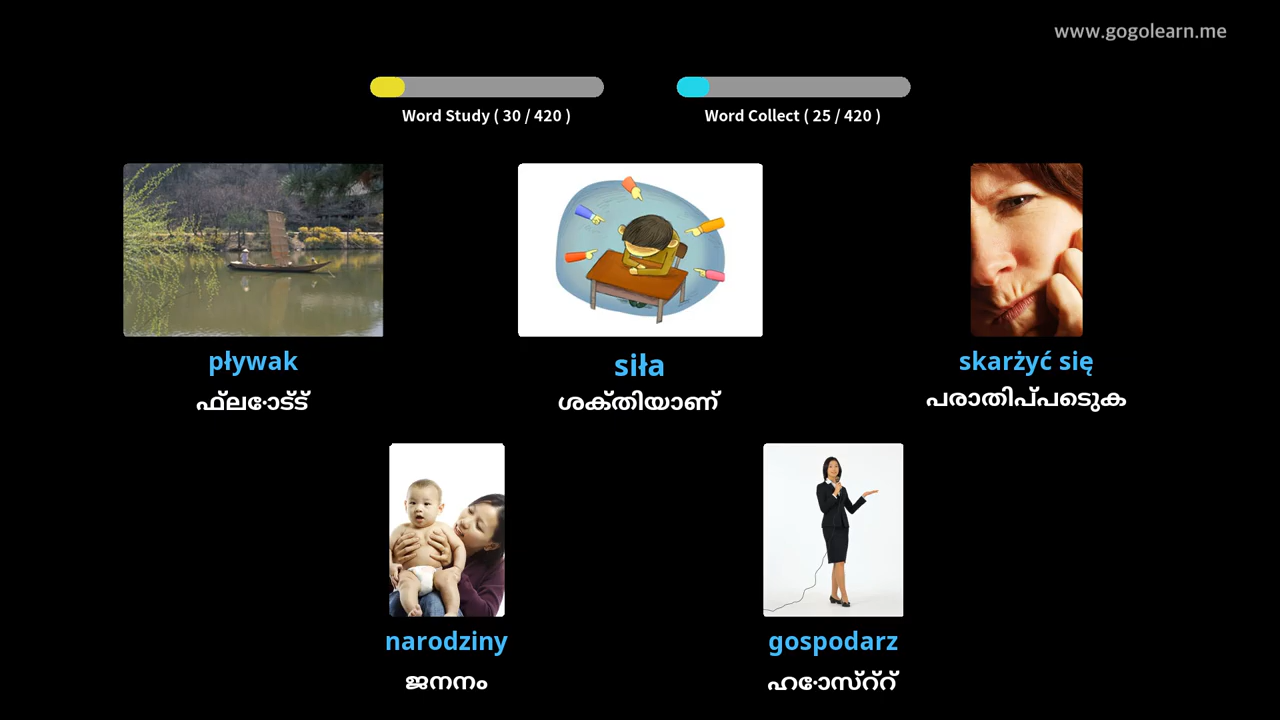 www.gogolearn.me
Word Study ( 30 / 420 )
Word Collect ( 25 / 420 )
pływak
ഫ്ലോട്ട്
siła
ശക്തിയാണ്
skarżyć się
പരാതിപ്പടെുക
narodziny
ജനനം
gospodarz
ഹോസ്റ്റ്